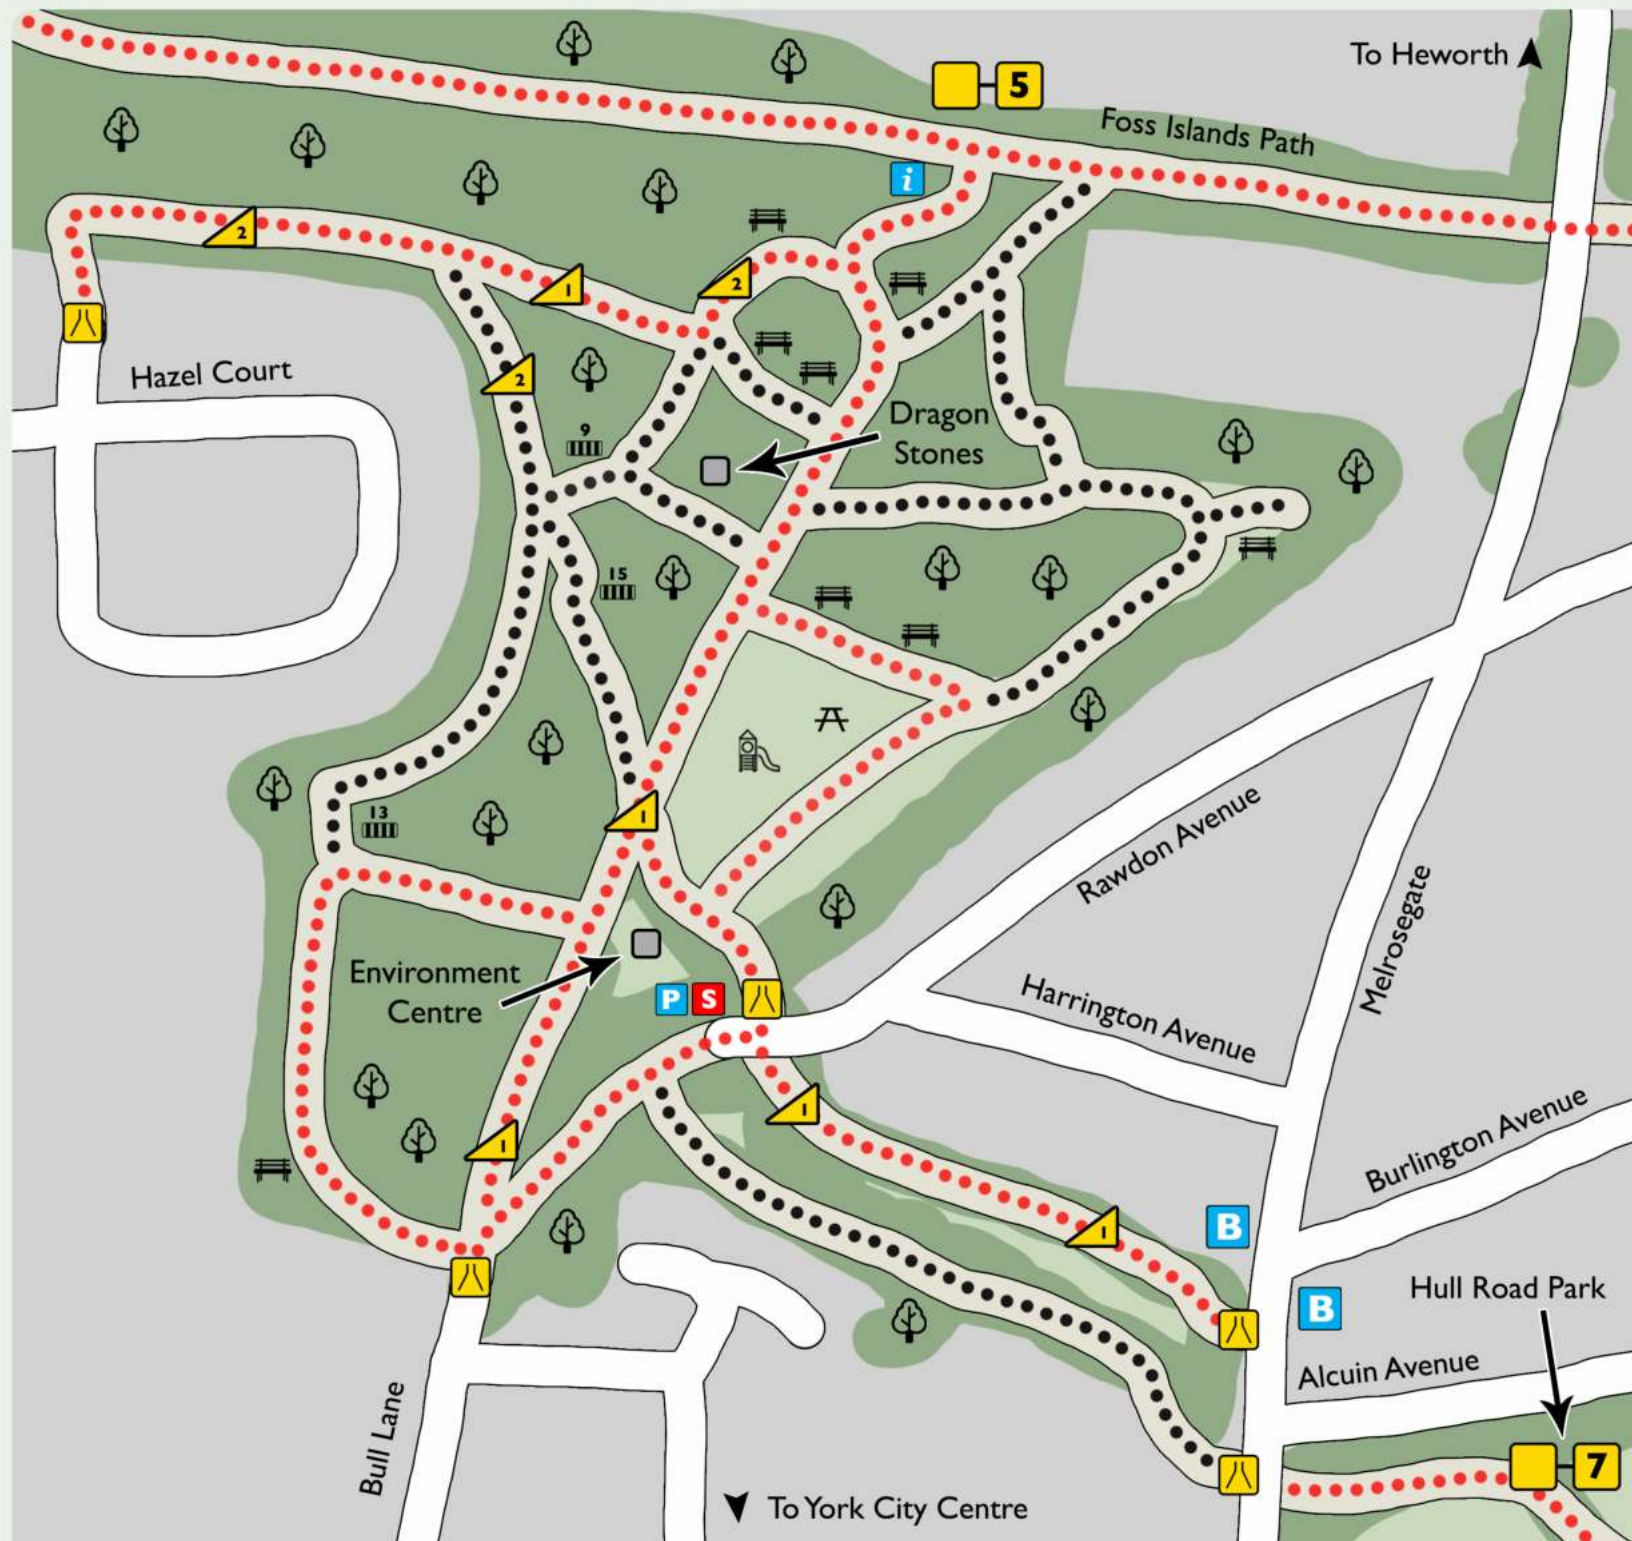 To Heworth
5
Foss Islands Path
i
2
1
2
Hazel Court
2
9
Dragon
Stones
15
13
1
Rawdon Avenue
Melrosegate
Environment
Centre
P
S
Harrington Avenue
1
1
Burlington Avenue
B
1
B
Hull Road Park
Alcuin Avenue
Bull Lane
7
To York City Centre